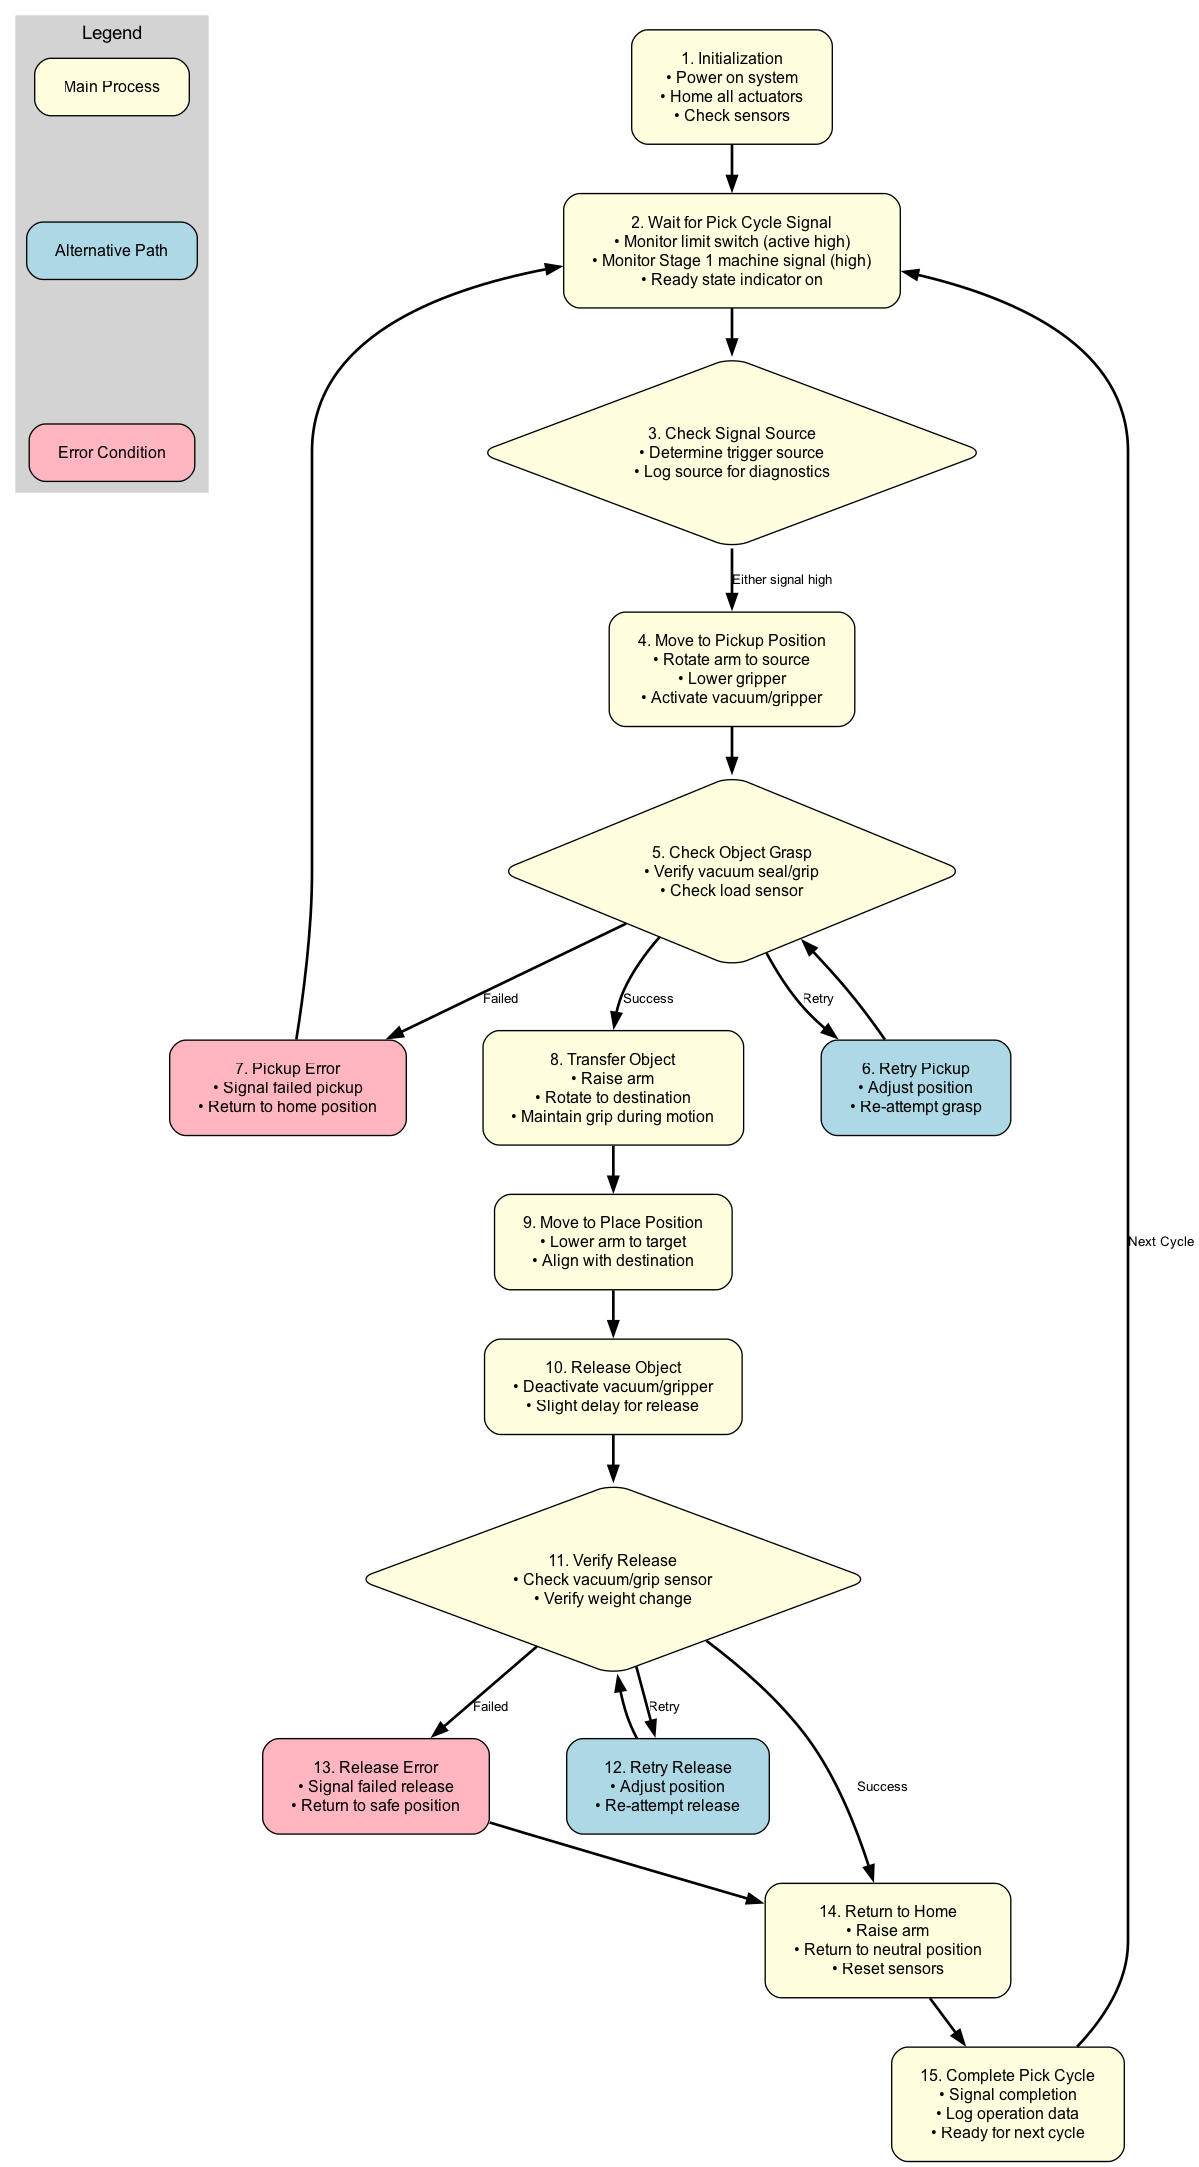 Legend
Main Process
Alternative Path
Error Condition
1. Initialization
• Power on system
• Home all actuators
• Check sensors
2. Wait for Pick Cycle Signal
• Monitor limit switch (active high)
• Monitor Stage 1 machine signal (high)
• Ready state indicator on
3. Check Signal Source
• Determine trigger source
• Log source for diagnostics
Either signal high
4. Move to Pickup Position
• Rotate arm to source
• Lower gripper
• Activate vacuum/gripper
5. Check Object Grasp
• Verify vacuum seal/grip
• Check load sensor
Failed
Success
Retry
7. Pickup Error
• Signal failed pickup
• Return to home position
8. Transfer Object
• Raise arm
• Rotate to destination
• Maintain grip during motion
6. Retry Pickup
• Adjust position
• Re-attempt grasp
9. Move to Place Position
• Lower arm to target
• Align with destination
Next Cycle
10. Release Object
• Deactivate vacuum/gripper
• Slight delay for release
11. Verify Release
• Check vacuum/grip sensor
• Verify weight change
Failed
Retry
Success
13. Release Error
• Signal failed release
• Return to safe position
12. Retry Release
• Adjust position
• Re-attempt release
14. Return to Home
• Raise arm
• Return to neutral position
• Reset sensors
15. Complete Pick Cycle
• Signal completion
• Log operation data
• Ready for next cycle